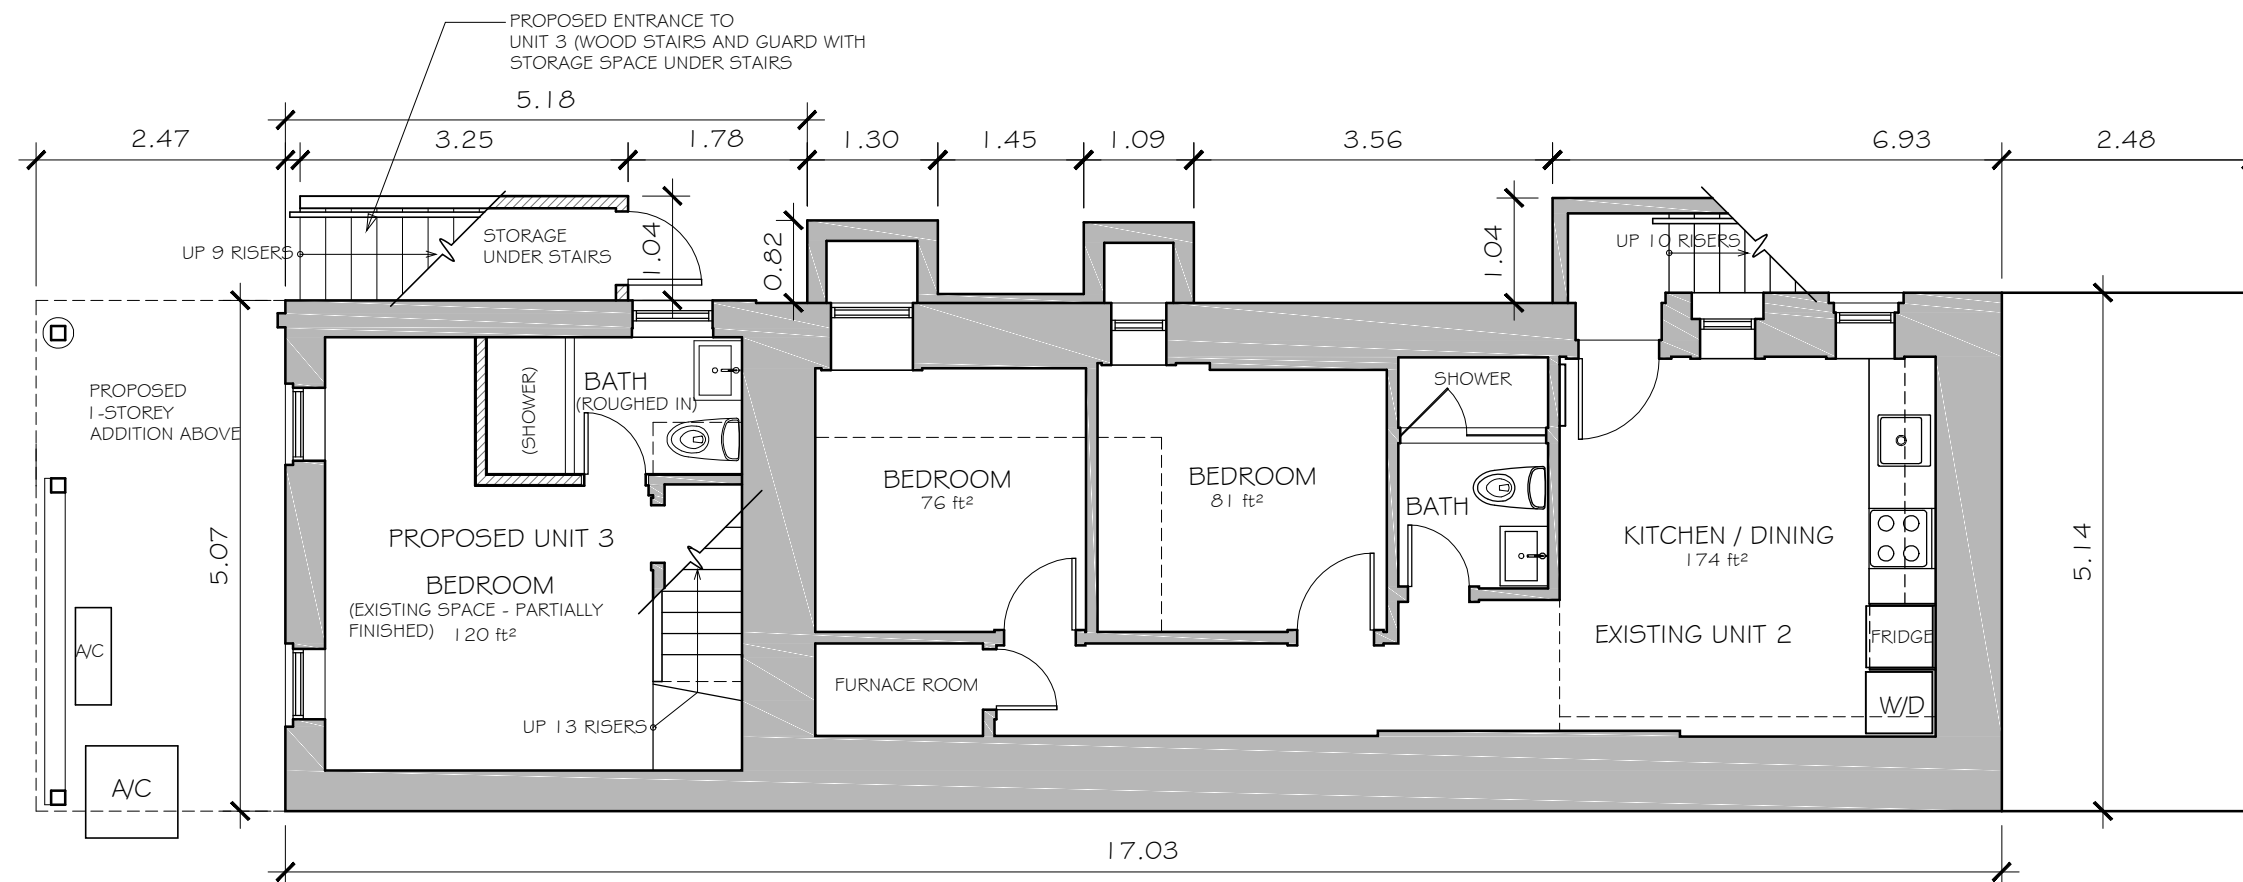 PROPOSED ENTRANCE TO
UNIT 3 (WOOD STAIRS AND GUARD WITH
STORAGE SPACE UNDER STAIRS
5.18
2.47
3.25
1.78
1.30
1.45
1.09
3.56
6.93
2.48
UP 9 RISERS
STORAGE
UNDER STAIRS
1.04
0.82
1.04
UP 10 RISERS
PROPOSED
1-STOREY
ADDITION ABOVE
(SHOWER)
BATH
(ROUGHED IN)
SHOWER
BEDROOM
76 ft²
BEDROOM
81 ft²
BATH
KITCHEN / DINING
174 ft²
PROPOSED UNIT 3
BEDROOM
(EXISTING SPACE - PARTIALLY
FINISHED) 120 ft²
5.07
5.14
EXISTING UNIT 2
FRIDGE
A/C
FURNACE ROOM
W/D
UP 13 RISERS
A/C
17.03